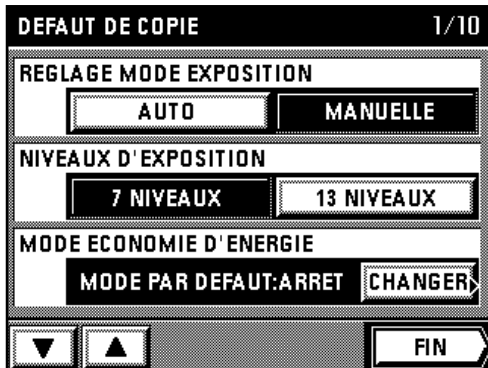 DEFAUT DE COPIE 1/10
REGLAGE MODE EXPOSITION
AUTO MANUELLE
NIVEAUX D'EXPOSITION
7 NIVEAUX 13 NIVEAUX
MODE ECONOMIE D'ENERGIE
MODE PAR DEFAUT:ARRET CHANGER
FIN